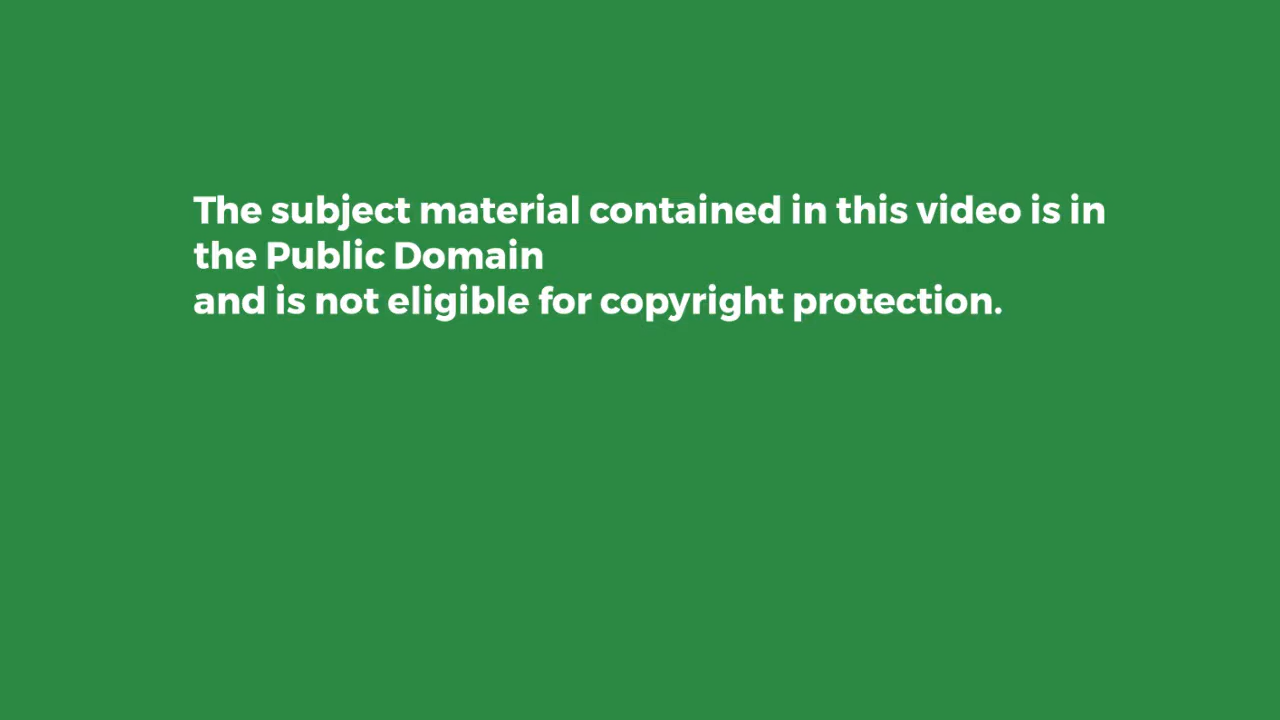 The subject material contained in this video is in
the Public Domain
and is not eligible for copyright protection.